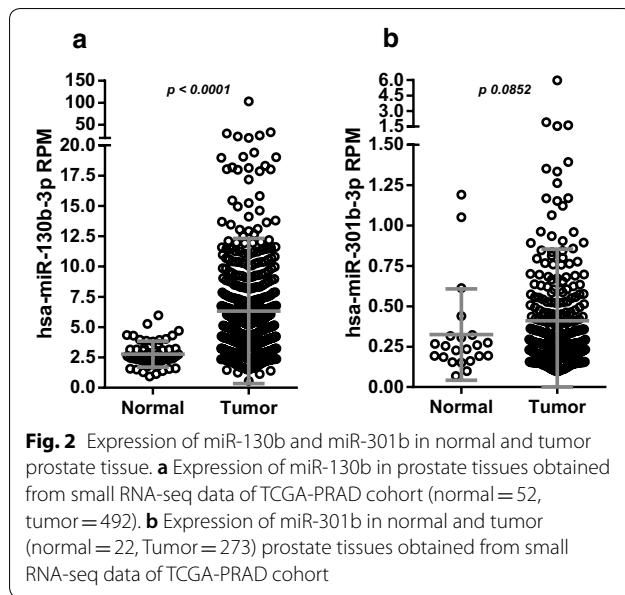 a
hsa-miR-130b-3p RPM
150
100
50
20.0
17.5
15.0
12.5
10.0
7.5
5.0
2.5
0.0
p < 0.0001
Normal
Tumor
b
hsa-miR-301b-3p RPM
6.0
4.5
3.0
1.5
1.50
1.25
1.00
0.75
0.50
0.25
0.00
p 0.0852
Normal
Tumor
Fig. 2 Expression of miR-130b and miR-301b in normal and tumor
prostate tissue. a Expression of miR-130b in prostate tissues obtained
from small RNA-seq data of TCGA-PRAD cohort (normal = 52,
tumor = 492). b Expression of miR-301b in normal and tumor
(normal = 22, Tumor = 273) prostate tissues obtained from small
RNA-seq data of TCGA-PRAD cohort